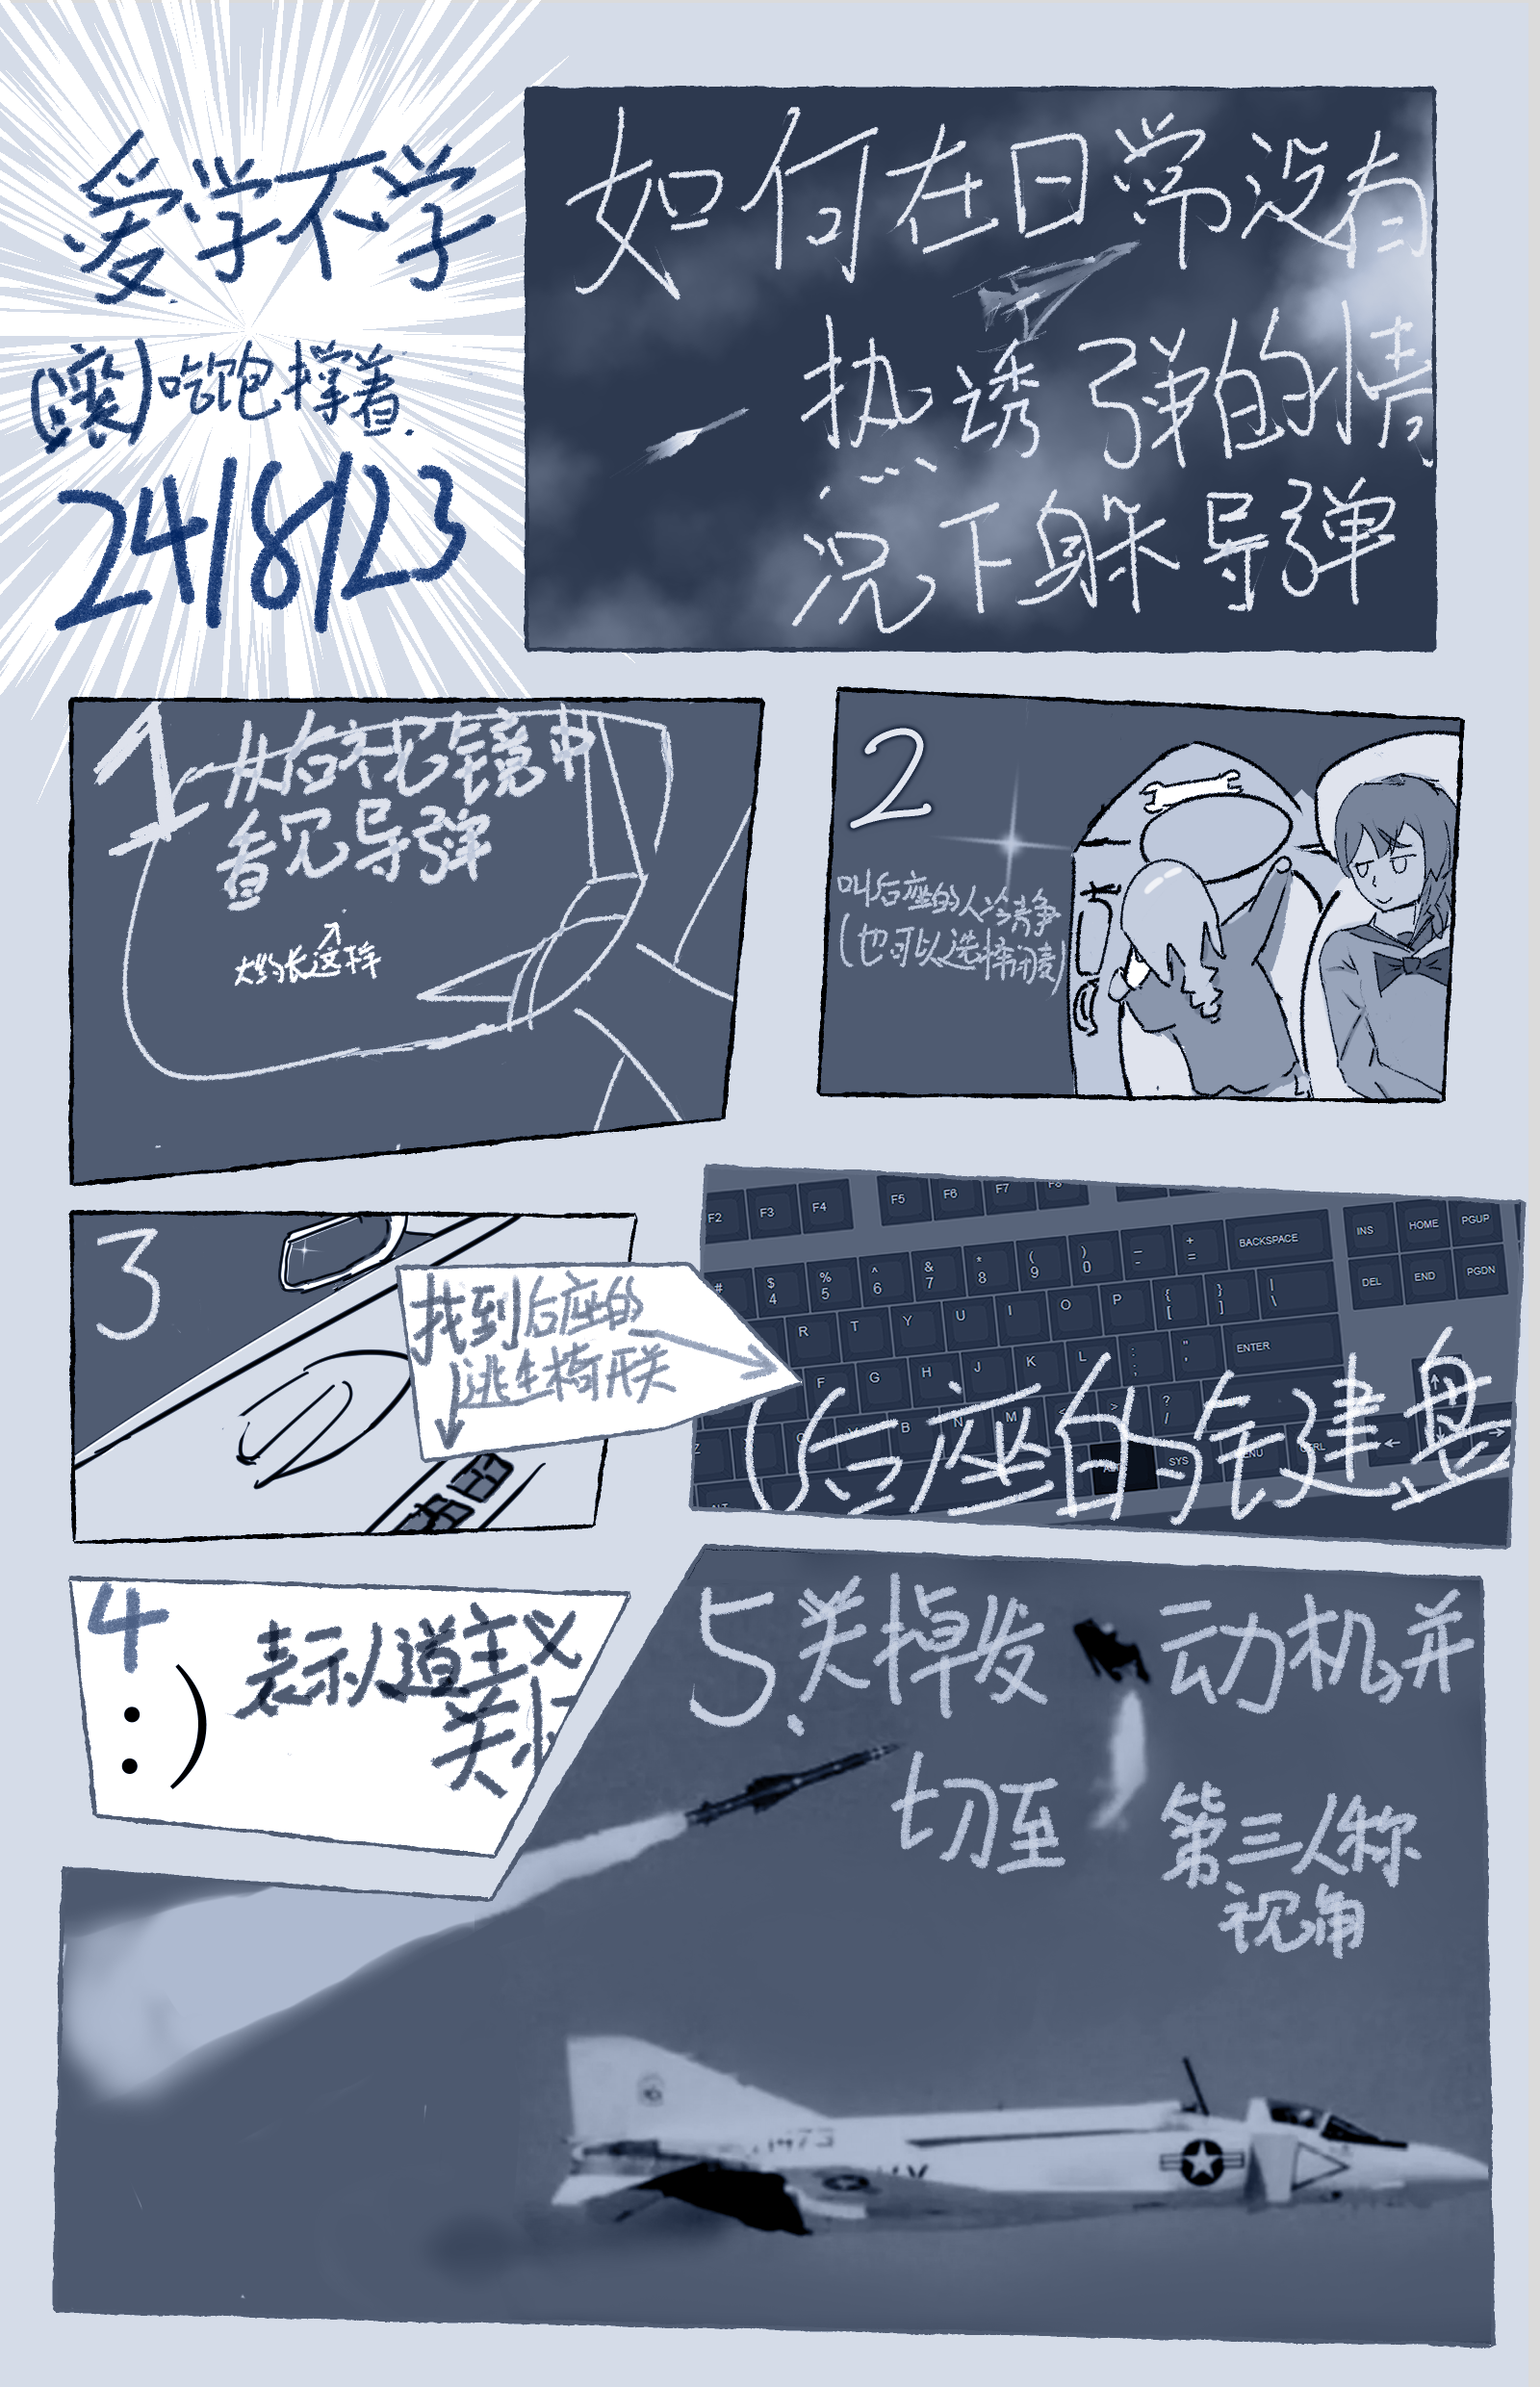 爱学不学
吃饱撑着
24/8/23
如何在日常没有
热诱弹的情
况下躲导弹
1 从后视镜中
看见导弹
大约长这样
2
叫后座的人冷静
(也可以选择闭麦)
3
找到后座的
逃生椅开关
F2 F3 F4 F5 F6 F7 F8
# $ 4 % 5 ^ 6 & 7 * 8 ( 9 ) 0 _ - + = BACKSPACE INS HOME PGUP
R T Y U I O P { [ } ] | \ DEL END PGDN
F G H J K L : ; " ' ENTER
B N M < > ? /
SYS
(后座的各建盘
4
:)
表示人道主义
关怀
5.关掉发动机并
切至第三人称
视角